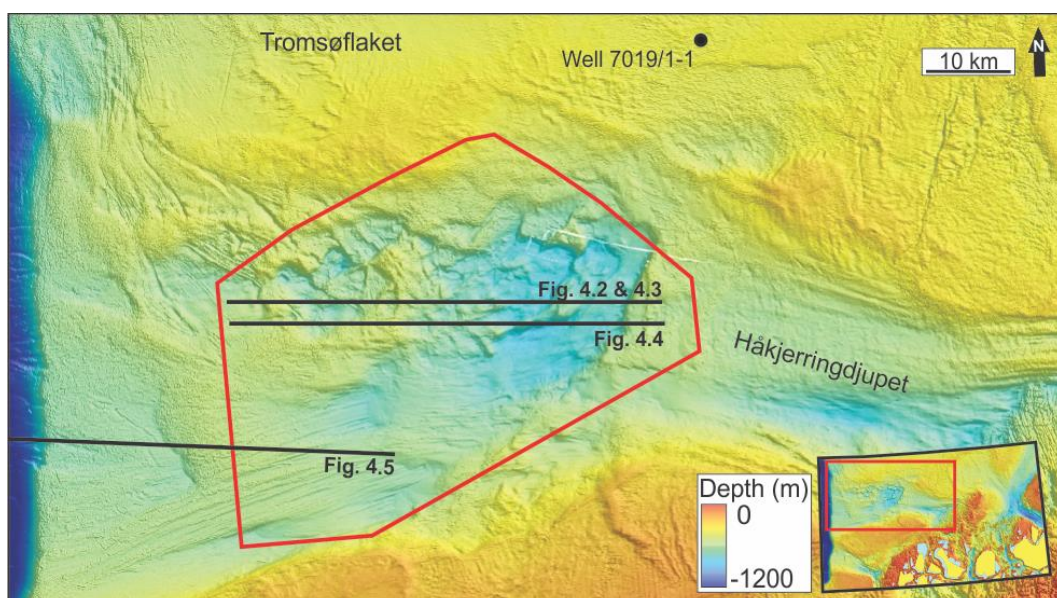 Tromsøflaket
Well 7019/1-1
N
10 km
Fig. 4.2 & 4.3
Fig. 4.4
Håkjerringdjupet
Fig. 4.5
Depth (m)
0
-1200